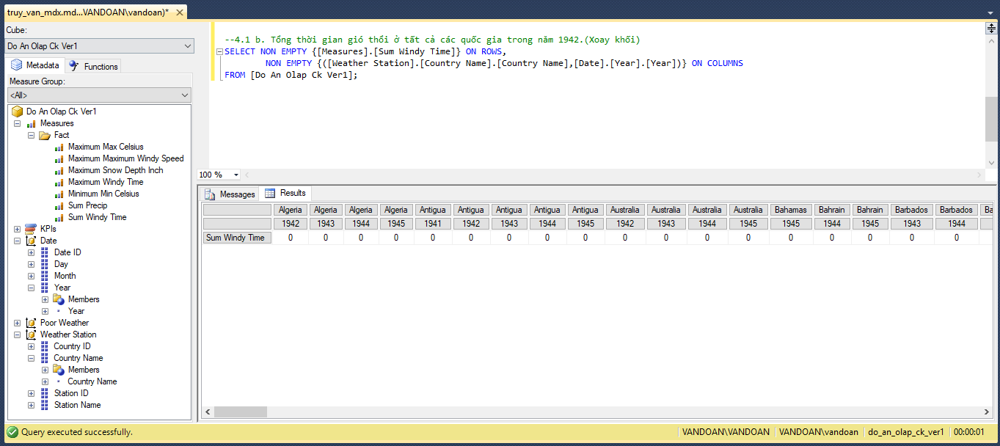 truy_van_mdx.md...VANDOAN\vandoan)*
Cube:
Do An Olap Ck Ver1
Metadata
Functions
Measure Group:
<All>
Do An Olap Ck Ver1
Measures
Fact
Maximum Max Celsius
Maximum Maximum Windy Speed
Maximum Snow Depth Inch
Maximum Windy Time
Minimum Min Celsius
Sum Precip
Sum Windy Time
KPIs
Date
Date ID
Day
Month
Year
Members
Year
Poor Weather
Weather Station
Country ID
Country Name
Members
Country Name
Station ID
Station Name
--4.1 b. Tổng thời gian gió thổi ở tất cả các quốc gia trong năm 1942.(Xoay khối)
SELECT NON EMPTY {[Measures].[Sum Windy Time]} ON ROWS,
NON EMPTY {([Weather Station].[Country Name].[Country Name],[Date].[Year].[Year])} ON COLUMNS
FROM [Do An Olap Ck Ver1];
100 %
Messages
Results
Algeria Algeria Algeria Algeria Antigua Antigua Antigua Antigua Antigua Australia Australia Australia Australia Bahamas Bahrain Bahrain Barbados Barbados Ba
1942 1943 1944 1945 1941 1942 1943 1944 1945 1942 1943 1944 1945 1945 1944 1945 1943 1944
Sum Windy Time 0 0 0 0 0 0 0 0 0 0 0 0 0 0 0 0 0 0
Query executed successfully.
VANDOAN\VANDOAN
VANDOAN\vandoan
do_an_olap_ck_ver1
00:00:01